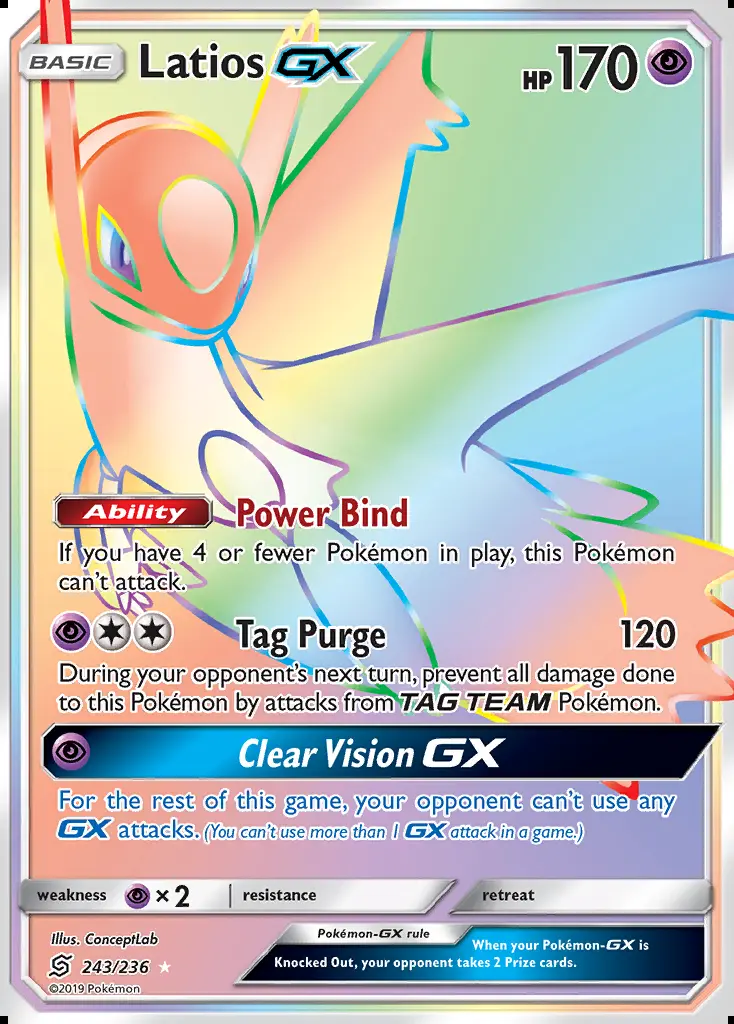 BASIC Latios GX HP 170
Ability Power Bind
If you have 4 or fewer Pokémon in play, this Pokémon
can't attack.
Tag Purge 120
During your opponent's next turn, prevent all damage done
to this Pokémon by attacks from TAG TEAM Pokémon.
Clear Vision GX
For the rest of this game, your opponent can't use any
GX attacks. (You can't use more than 1 GX attack in a game.)
weakness ×2 resistance retreat
Illus. ConceptLab
243/236
©2019 Pokémon
Pokémon-GX rule
When your Pokémon-GX is
Knocked Out, your opponent takes 2 Prize cards.